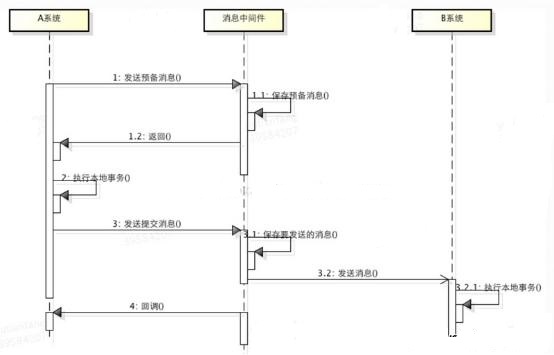 A系统
消息中间件
B系统
1: 发送预备消息()
1.1: 保存预备消息()
1.2: 返回()
2: 执行本地事务()
3: 发送提交消息()
3.1: 保存要发送的消息()
3.2: 发送消息()
3.2.1: 执行本地事务()
4: 回调()